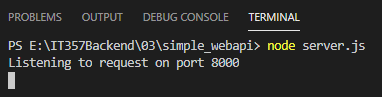 PROBLEMS OUTPUT DEBUG CONSOLE TERMINAL
PS E:\IT357Backend\03\simple_webapi> node server.js
Listening to request on port 8000